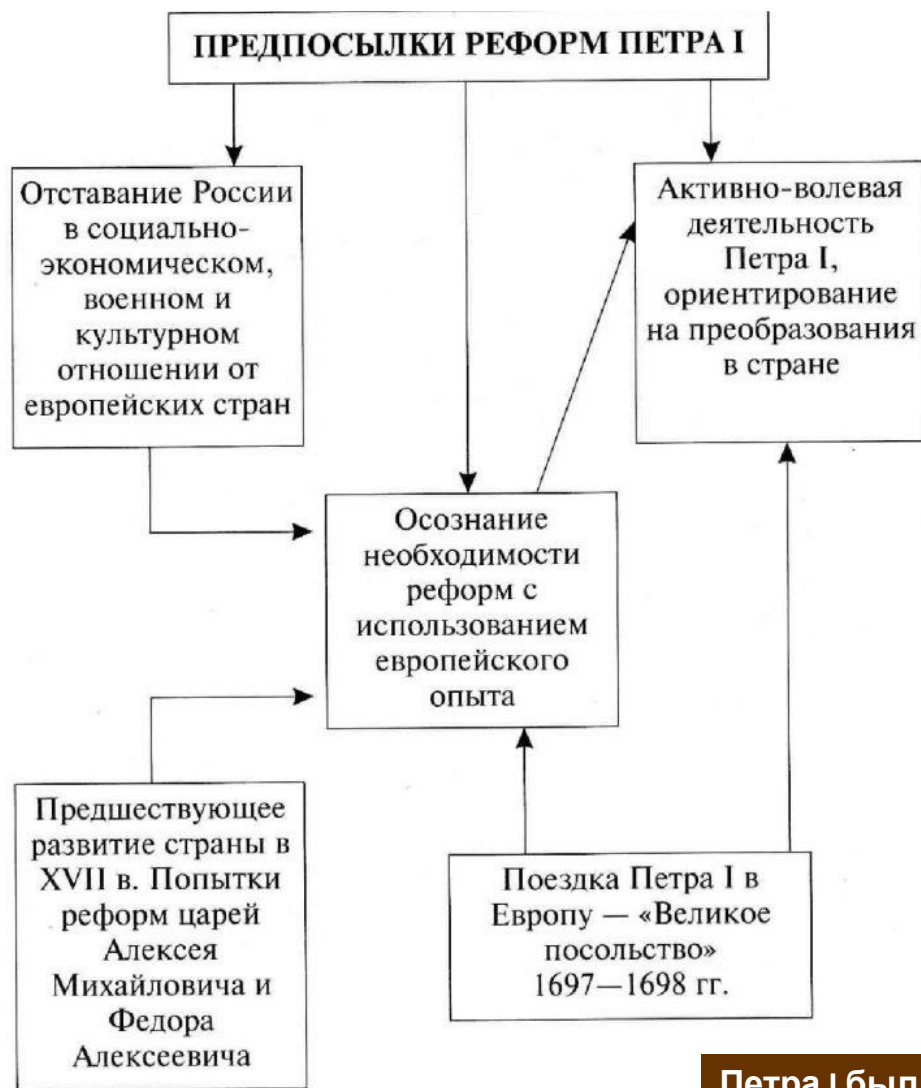 ПРЕДПОСЫЛКИ РЕФОРМ ПЕТРА I
Отставание России
в социально-
экономическом,
военном и
культурном
отношении от
европейских стран
Активно-волевая
деятельность
Петра I,
ориентирование
на преобразования
в стране
Осознание
необходимости
реформ с
использованием
европейского
опыта
Предшествующее
развитие страны в
XVII в. Попытки
реформ царей
Алексея
Михайловича и
Федора
Алексеевича
Поездка Петра I в
Европу — «Великое
посольство»
1697—1698 гг.
Петра I был